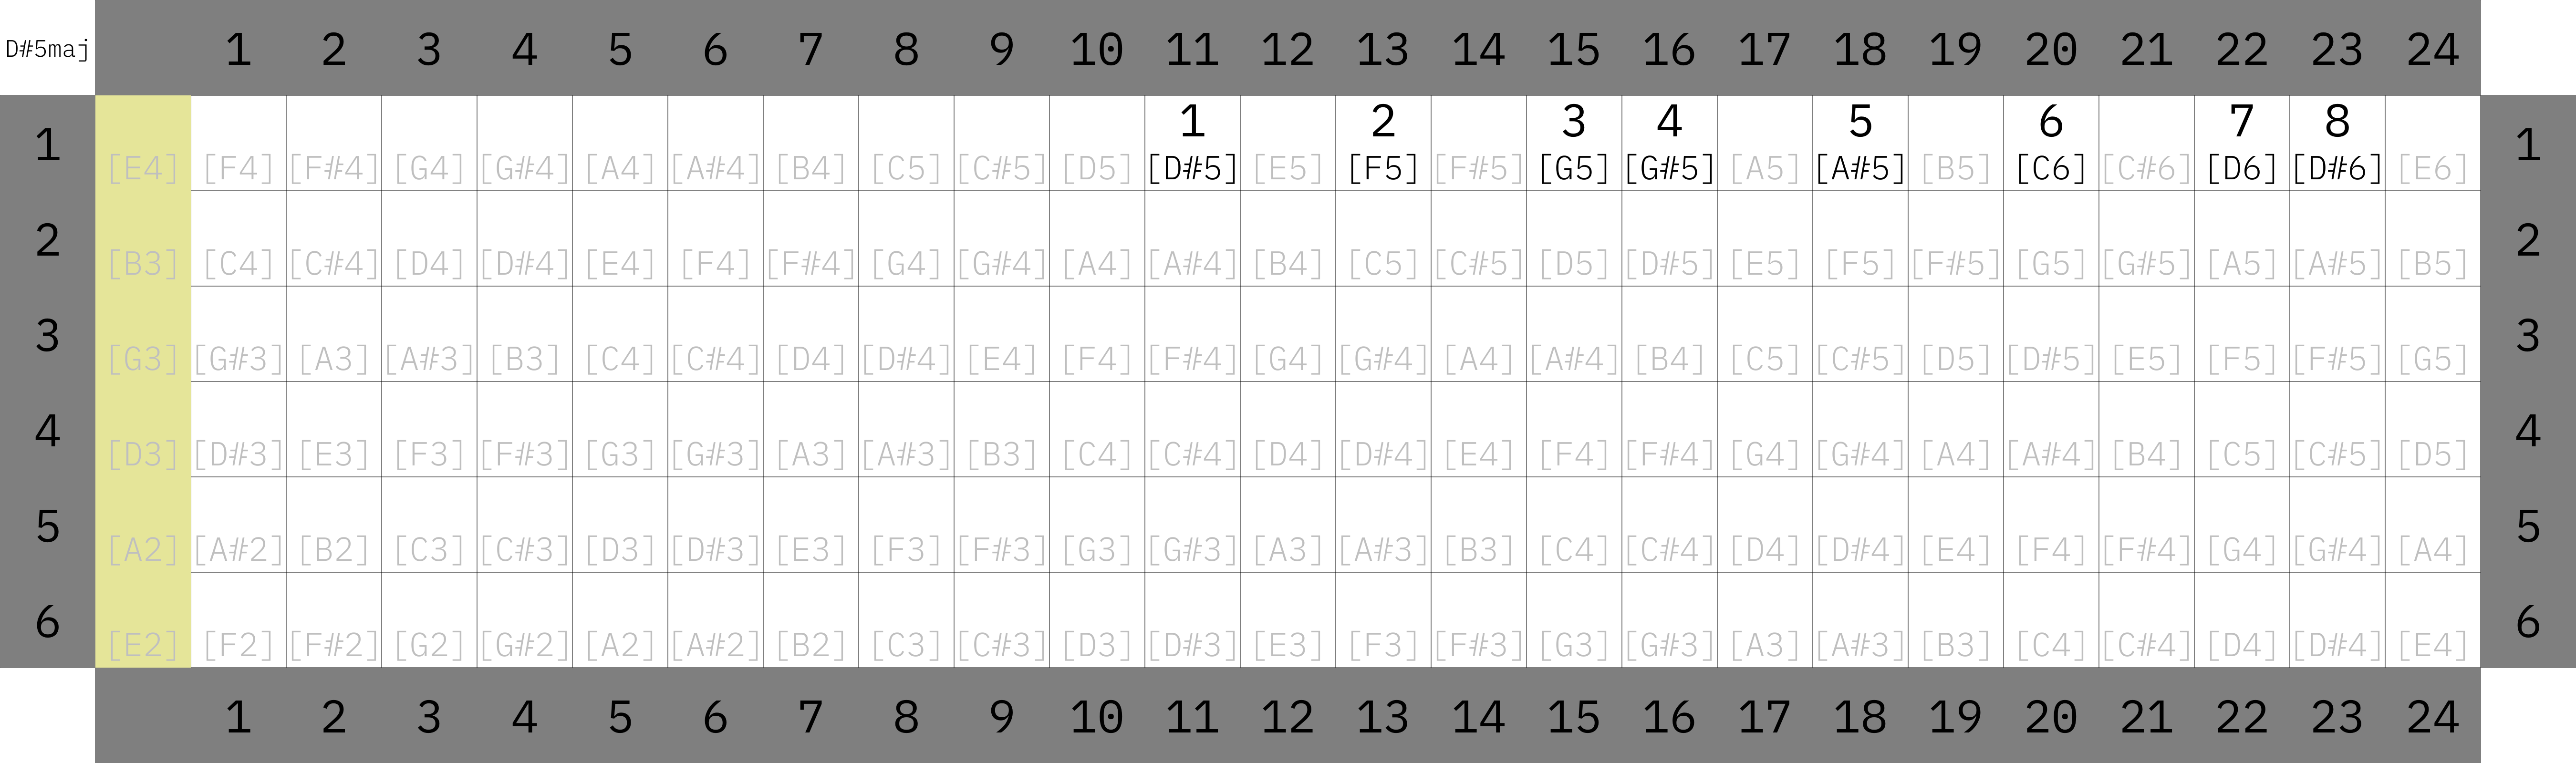 D#5maj 1 2 3 4 5 6 7 8 9 10 11 12 13 14 15 16 17 18 19 20 21 22 23 24
1 2 3 4 5 6 7 8
1 [E4] [F4] [F#4] [G4] [G#4] [A4] [A#4] [B4] [C5] [C#5] [D5] [D#5] [E5] [F5] [F#5] [G5] [G#5] [A5] [A#5] [B5] [C6] [C#6] [D6] [D#6] [E6] 1
2 [B3] [C4] [C#4] [D4] [D#4] [E4] [F4] [F#4] [G4] [G#4] [A4] [A#4] [B4] [C5] [C#5] [D5] [D#5] [E5] [F5] [F#5] [G5] [G#5] [A5] [A#5] [B5] 2
3 [G3] [G#3] [A3] [A#3] [B3] [C4] [C#4] [D4] [D#4] [E4] [F4] [F#4] [G4] [G#4] [A4] [A#4] [B4] [C5] [C#5] [D5] [D#5] [E5] [F5] [F#5] [G5] 3
4 [D3] [D#3] [E3] [F3] [F#3] [G3] [G#3] [A3] [A#3] [B3] [C4] [C#4] [D4] [D#4] [E4] [F4] [F#4] [G4] [G#4] [A4] [A#4] [B4] [C5] [C#5] [D5] 4
5 [A2] [A#2] [B2] [C3] [C#3] [D3] [D#3] [E3] [F3] [F#3] [G3] [G#3] [A3] [A#3] [B3] [C4] [C#4] [D4] [D#4] [E4] [F4] [F#4] [G4] [G#4] [A4] 5
6 [E2] [F2] [F#2] [G2] [G#2] [A2] [A#2] [B2] [C3] [C#3] [D3] [D#3] [E3] [F3] [F#3] [G3] [G#3] [A3] [A#3] [B3] [C4] [C#4] [D4] [D#4] [E4] 6
1 2 3 4 5 6 7 8 9 10 11 12 13 14 15 16 17 18 19 20 21 22 23 24